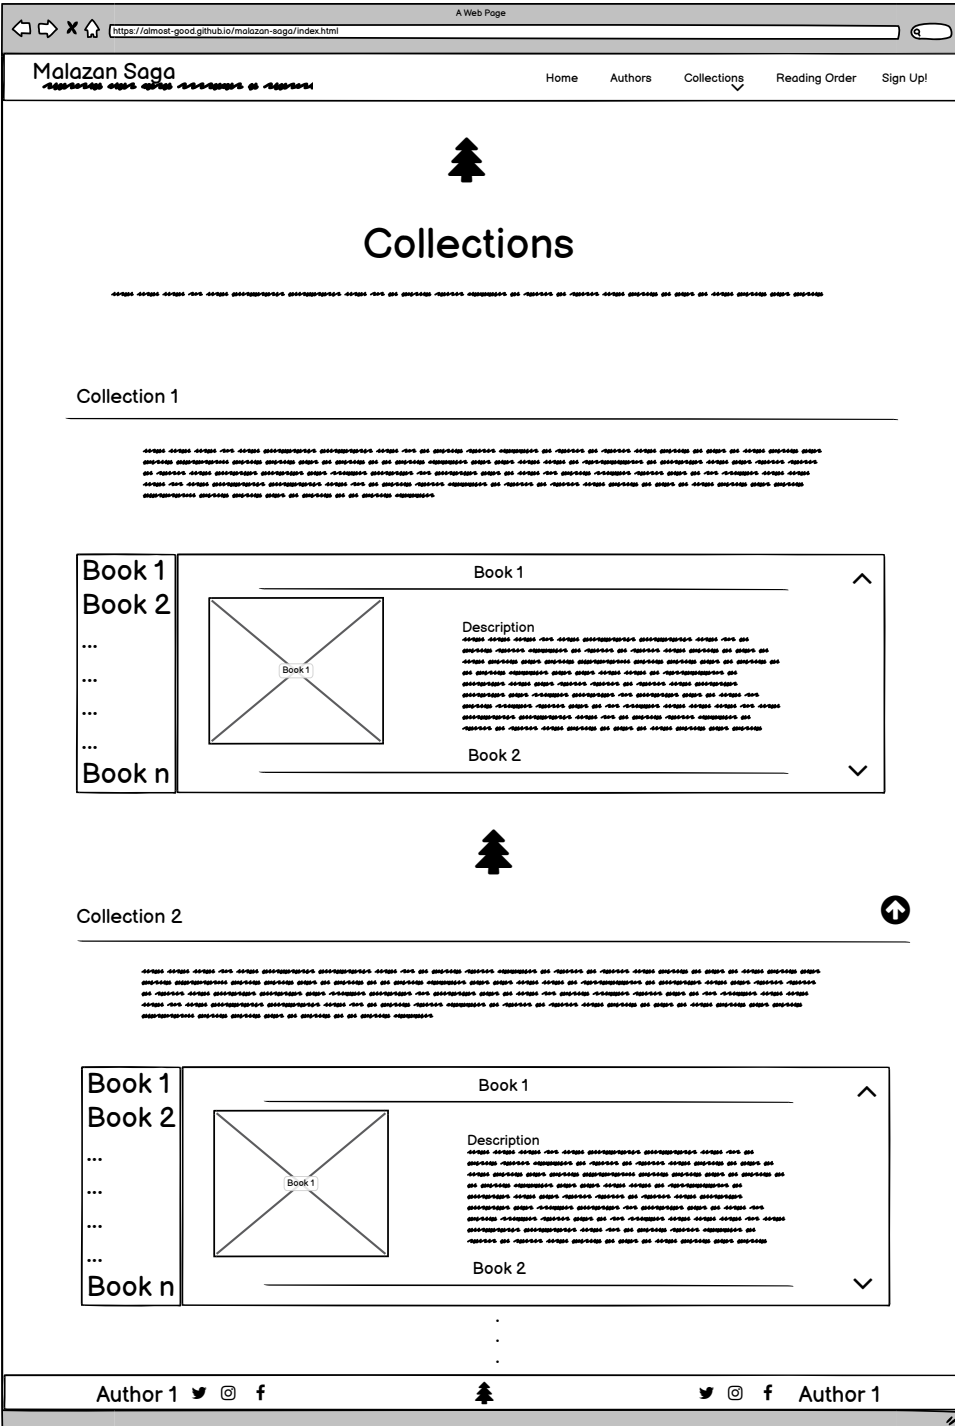 A Web Page
https://almost-good.github.io/malazan-saga/index.html
Malazan Saga
Home Authors Collections Reading Order Sign Up!
Collections
Collection 1
Book 1
Book 2
...
...
...
...
Book n
Book 1
Book 1
Description
Book 2
Collection 2
Book 1
Book 2
...
...
...
...
Book n
Book 1
Book 1
Description
Book 2
.
.
.
Author 1
Author 1